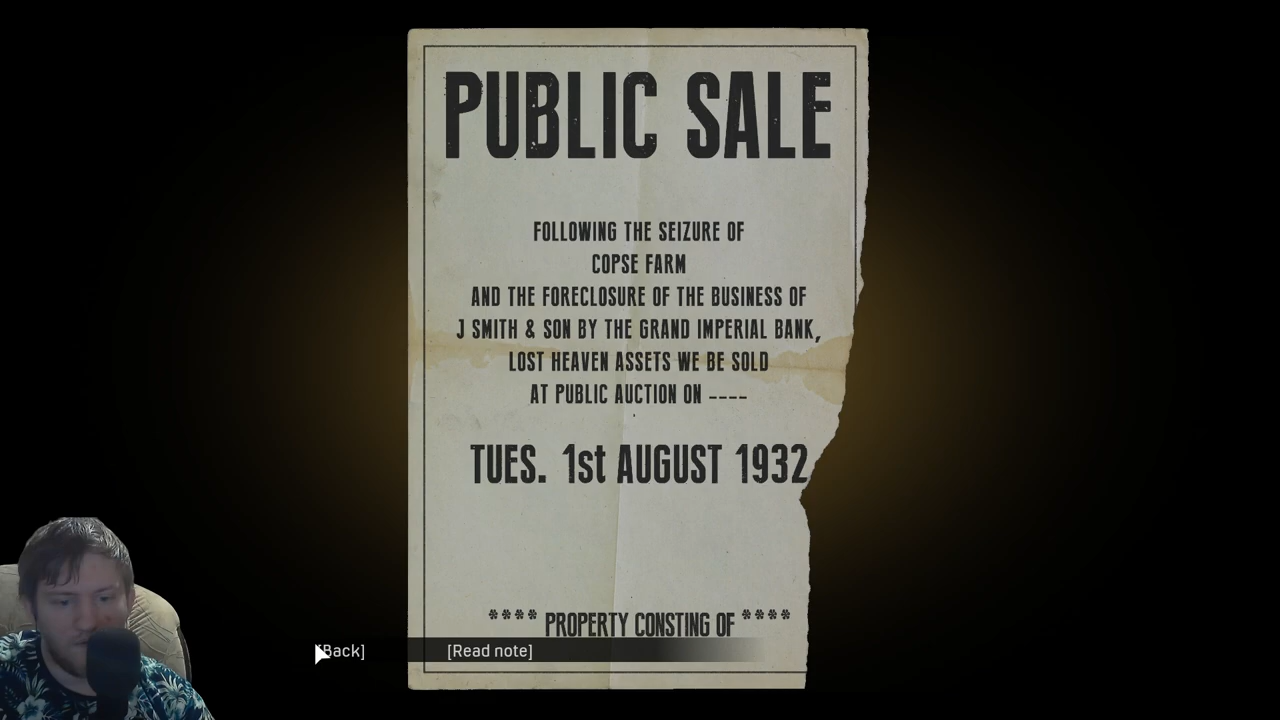 PUBLIC SALE
FOLLOWING THE SEIZURE OF
COPSE FARM
AND THE FORECLOSURE OF THE BUSINESS OF
J SMITH & SON BY THE GRAND IMPERIAL BANK,
LOST HEAVEN ASSETS WE BE SOLD
AT PUBLIC AUCTION ON ----
TUES. 1st AUGUST 1932
**** PROPERTY CONSTING OF ****
[Back] [Read note]